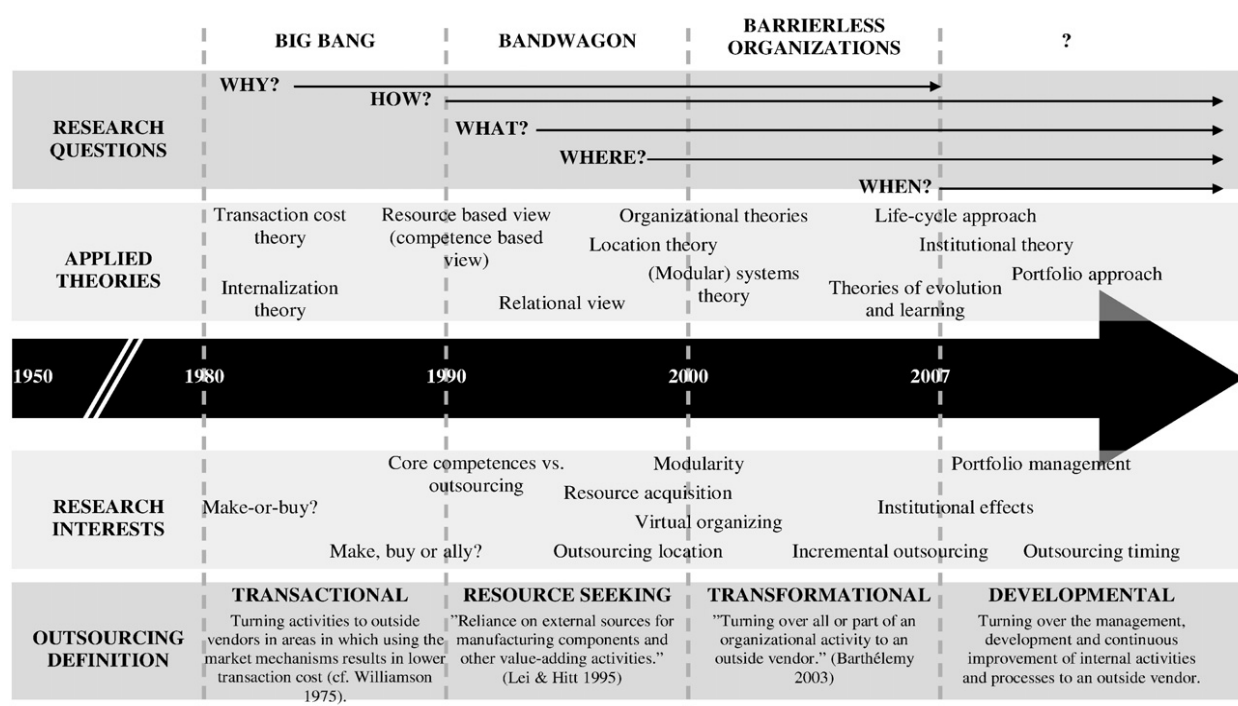 BIG BANG
BANDWAGON
BARRIERLESS
ORGANIZATIONS
?
RESEARCH
QUESTIONS
WHY?
HOW?
WHAT?
WHERE?
WHEN?
APPLIED
THEORIES
Transaction cost
theory
Internalization
theory
Resource based view
(competence based
view)
Relational view
Organizational theories
Location theory
(Modular) systems
theory
Life-cycle approach
Institutional theory
Portfolio approach
Theories of evolution
and learning
1950
1980
1990
2000
2007
RESEARCH
INTERESTS
Make-or-buy?
Core competences vs.
outsourcing
Make, buy or ally?
Modularity
Resource acquisition
Virtual organizing
Outsourcing location
Portfolio management
Institutional effects
Incremental outsourcing
Outsourcing timing
OUTSOURCING
DEFINITION
TRANSACTIONAL
Turning activities to outside
vendors in areas in which using the
market mechanisms results in lower
transaction cost (cf. Williamson
1975).
RESOURCE SEEKING
”Reliance on external sources for
manufacturing components and
other value-adding activities.”
(Lei & Hitt 1995)
TRANSFORMATIONAL
”Turning over all or part of an
organizational activity to an
outside vendor.” (Barthélemy
2003)
DEVELOPMENTAL
Turning over the management,
development and continuous
improvement of internal activities
and processes to an outside vendor.